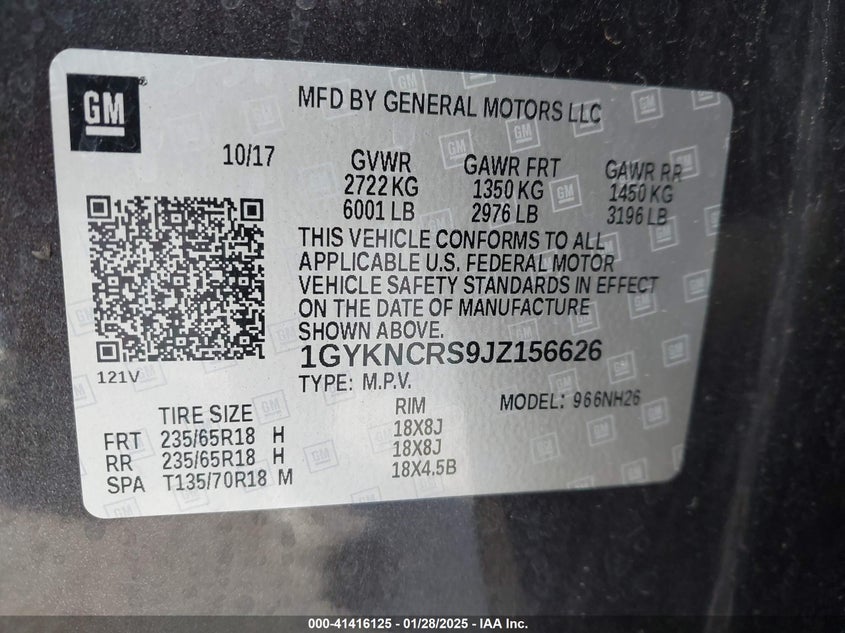 GM
MFD BY GENERAL MOTORS LLC
10/17 GVWR GAWR FRT GAWR RR
2722 KG 1350 KG 1450 KG
6001 LB 2976 LB 3196 LB
THIS VEHICLE CONFORMS TO ALL
APPLICABLE U.S. FEDERAL MOTOR
VEHICLE SAFETY STANDARDS IN EFFECT
ON THE DATE OF MANUFACTURE
SHOWN ABOVE.
1GYKNCRS9JZ156626
121V
TYPE: M.P.V. MODEL: 966NH26
TIRE SIZE RIM
FRT 235/65R18 H 18X8J
RR 235/65R18 H 18X8J
SPA T135/70R18 M 18X4.5B
000-41416125 - 01/28/2025 - IAA Inc.